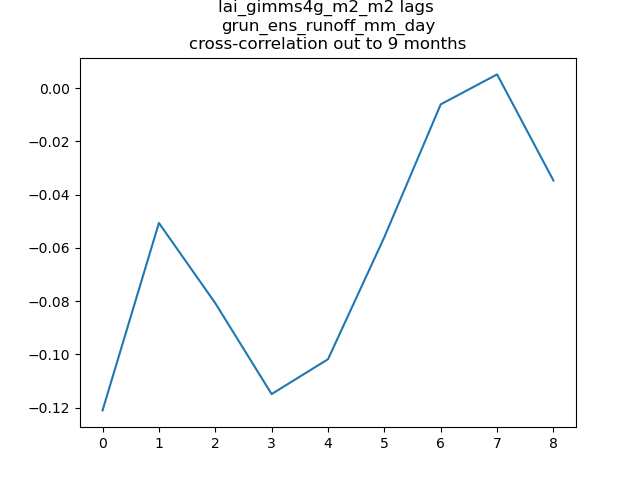 lai_gimms4g_m2_m2 lags
grun_ens_runoff_mm_day
cross-correlation out to 9 months
0.00
−0.02
−0.04
−0.06
−0.08
−0.10
−0.12
0 1 2 3 4 5 6 7 8